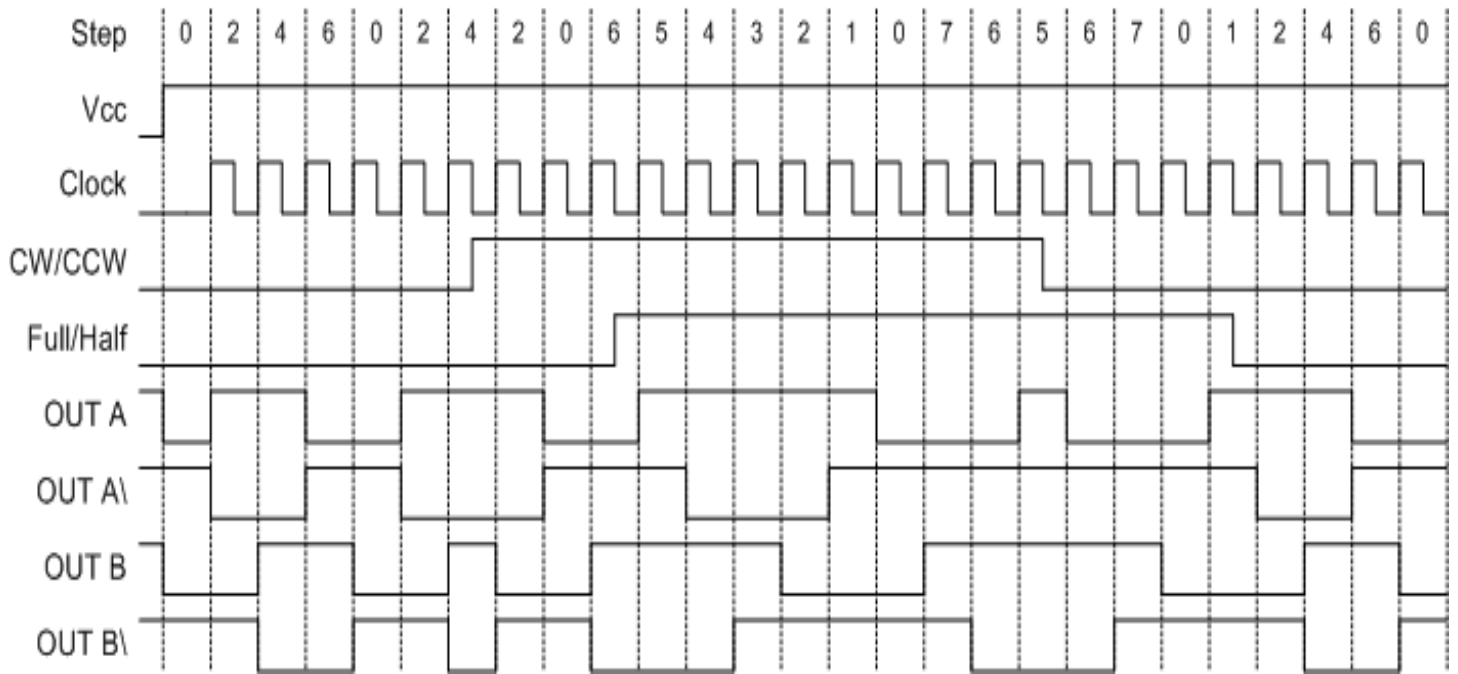 Step 0 2 4 6 0 2 4 2 0 6 5 4 3 2 1 0 7 6 5 6 7 0 1 2 4 6 0
Vcc
Clock
CW/CCW
Full/Half
OUT A
OUT A\
OUT B
OUT B\